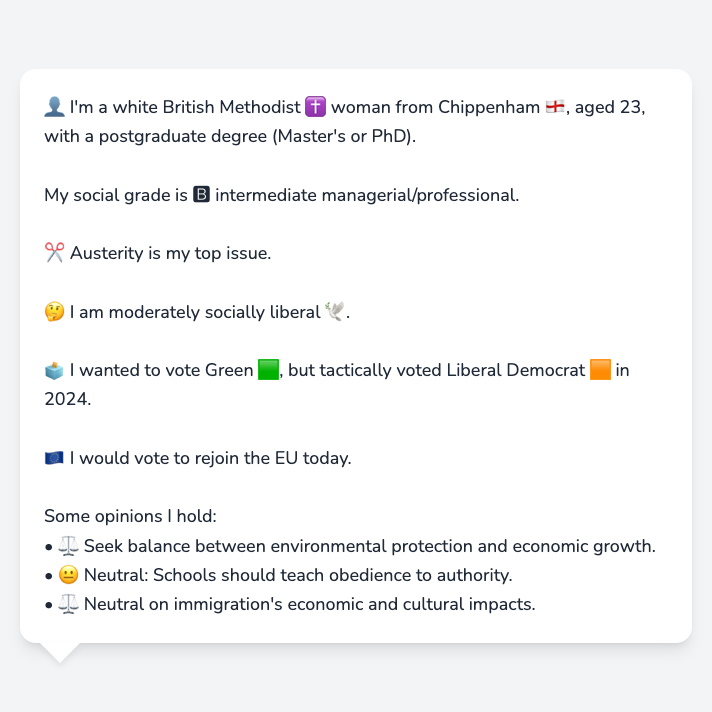 👤 I'm a white British Methodist ✝️ woman from Chippenham 🏴󠁧󠁢󠁥󠁮󠁧󠁿, aged 23,
with a postgraduate degree (Master's or PhD).
My social grade is 🅱 intermediate managerial/professional.
✂️ Austerity is my top issue.
🤔 I am moderately socially liberal 🕊️.
🗳️ I wanted to vote Green 🟩, but tactically voted Liberal Democrat 🟧 in
2024.
🇪🇺 I would vote to rejoin the EU today.
Some opinions I hold:
• ⚖️ Seek balance between environmental protection and economic growth.
• 😐 Neutral: Schools should teach obedience to authority.
• ⚖️ Neutral on immigration's economic and cultural impacts.